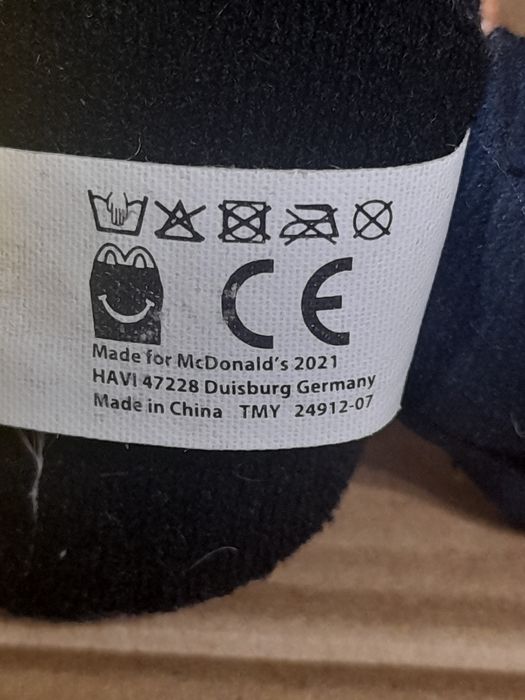 CE
Made for McDonald's 2021
HAVI 47228 Duisburg Germany
Made in China TMY 24912-07